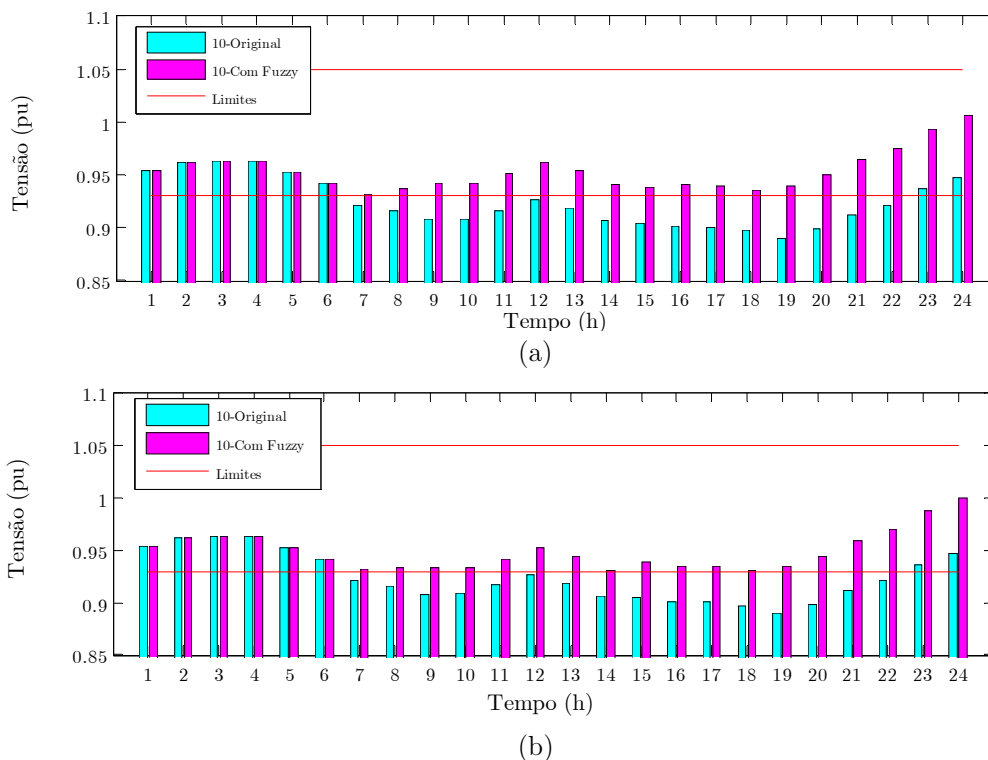 1.1
1.05
1
0.95
0.9
0.85
Tensão (pu)
10-Original
10-Com Fuzzy
Limites
1 2 3 4 5 6 7 8 9 10 11 12 13 14 15 16 17 18 19 20 21 22 23 24
Tempo (h)
(a)
1.1
1.05
1
0.95
0.9
0.85
Tensão (pu)
10-Original
10-Com Fuzzy
Limites
1 2 3 4 5 6 7 8 9 10 11 12 13 14 15 16 17 18 19 20 21 22 23 24
Tempo (h)
(b)